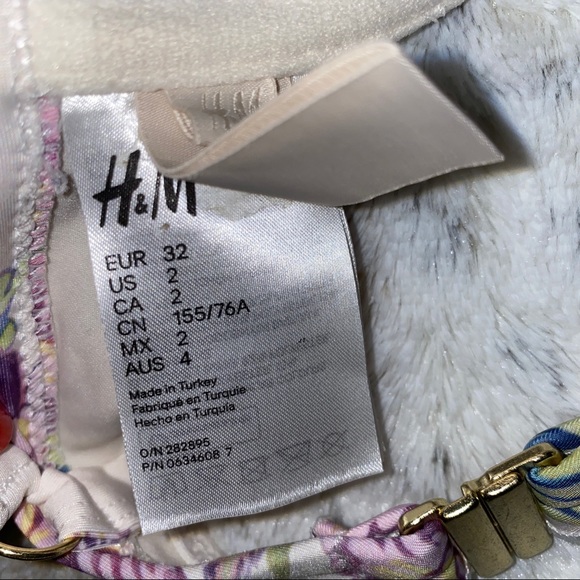 H&M
EUR 32
US 2
CA 2
CN 155/76A
MX 2
AUS 4
Made in Turkey
Fabriqué en Turquie
Hecho en Turquia
O/N 282895
P/N 0634608 7